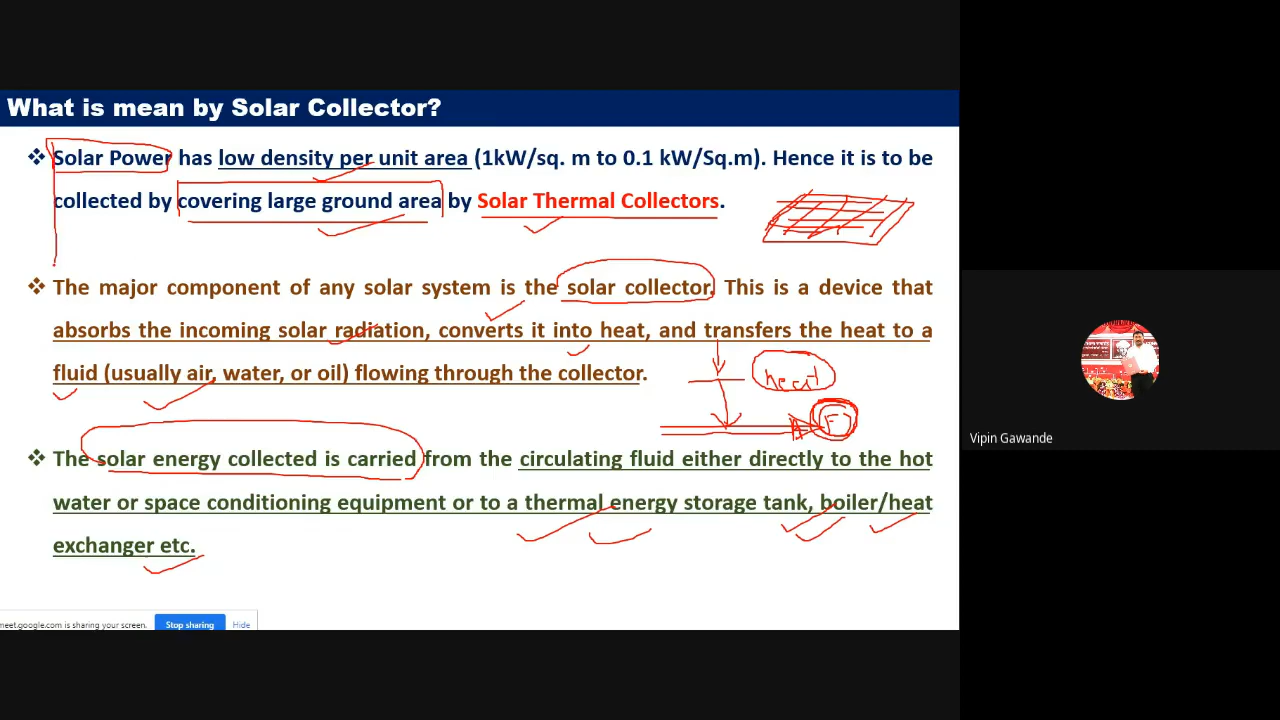 What is mean by Solar Collector?
❖ Solar Power has low density per unit area (1kW/sq. m to 0.1 kW/Sq.m). Hence it is to be
collected by covering large ground area by Solar Thermal Collectors.
❖ The major component of any solar system is the solar collector. This is a device that
absorbs the incoming solar radiation, converts it into heat, and transfers the heat to a
fluid (usually air, water, or oil) flowing through the collector.
heat
❖ The solar energy collected is carried from the circulating fluid either directly to the hot
water or space conditioning equipment or to a thermal energy storage tank, boiler/heat
exchanger etc.
meet.google.com is sharing your screen. Stop sharing Hide
Vipin Gawande